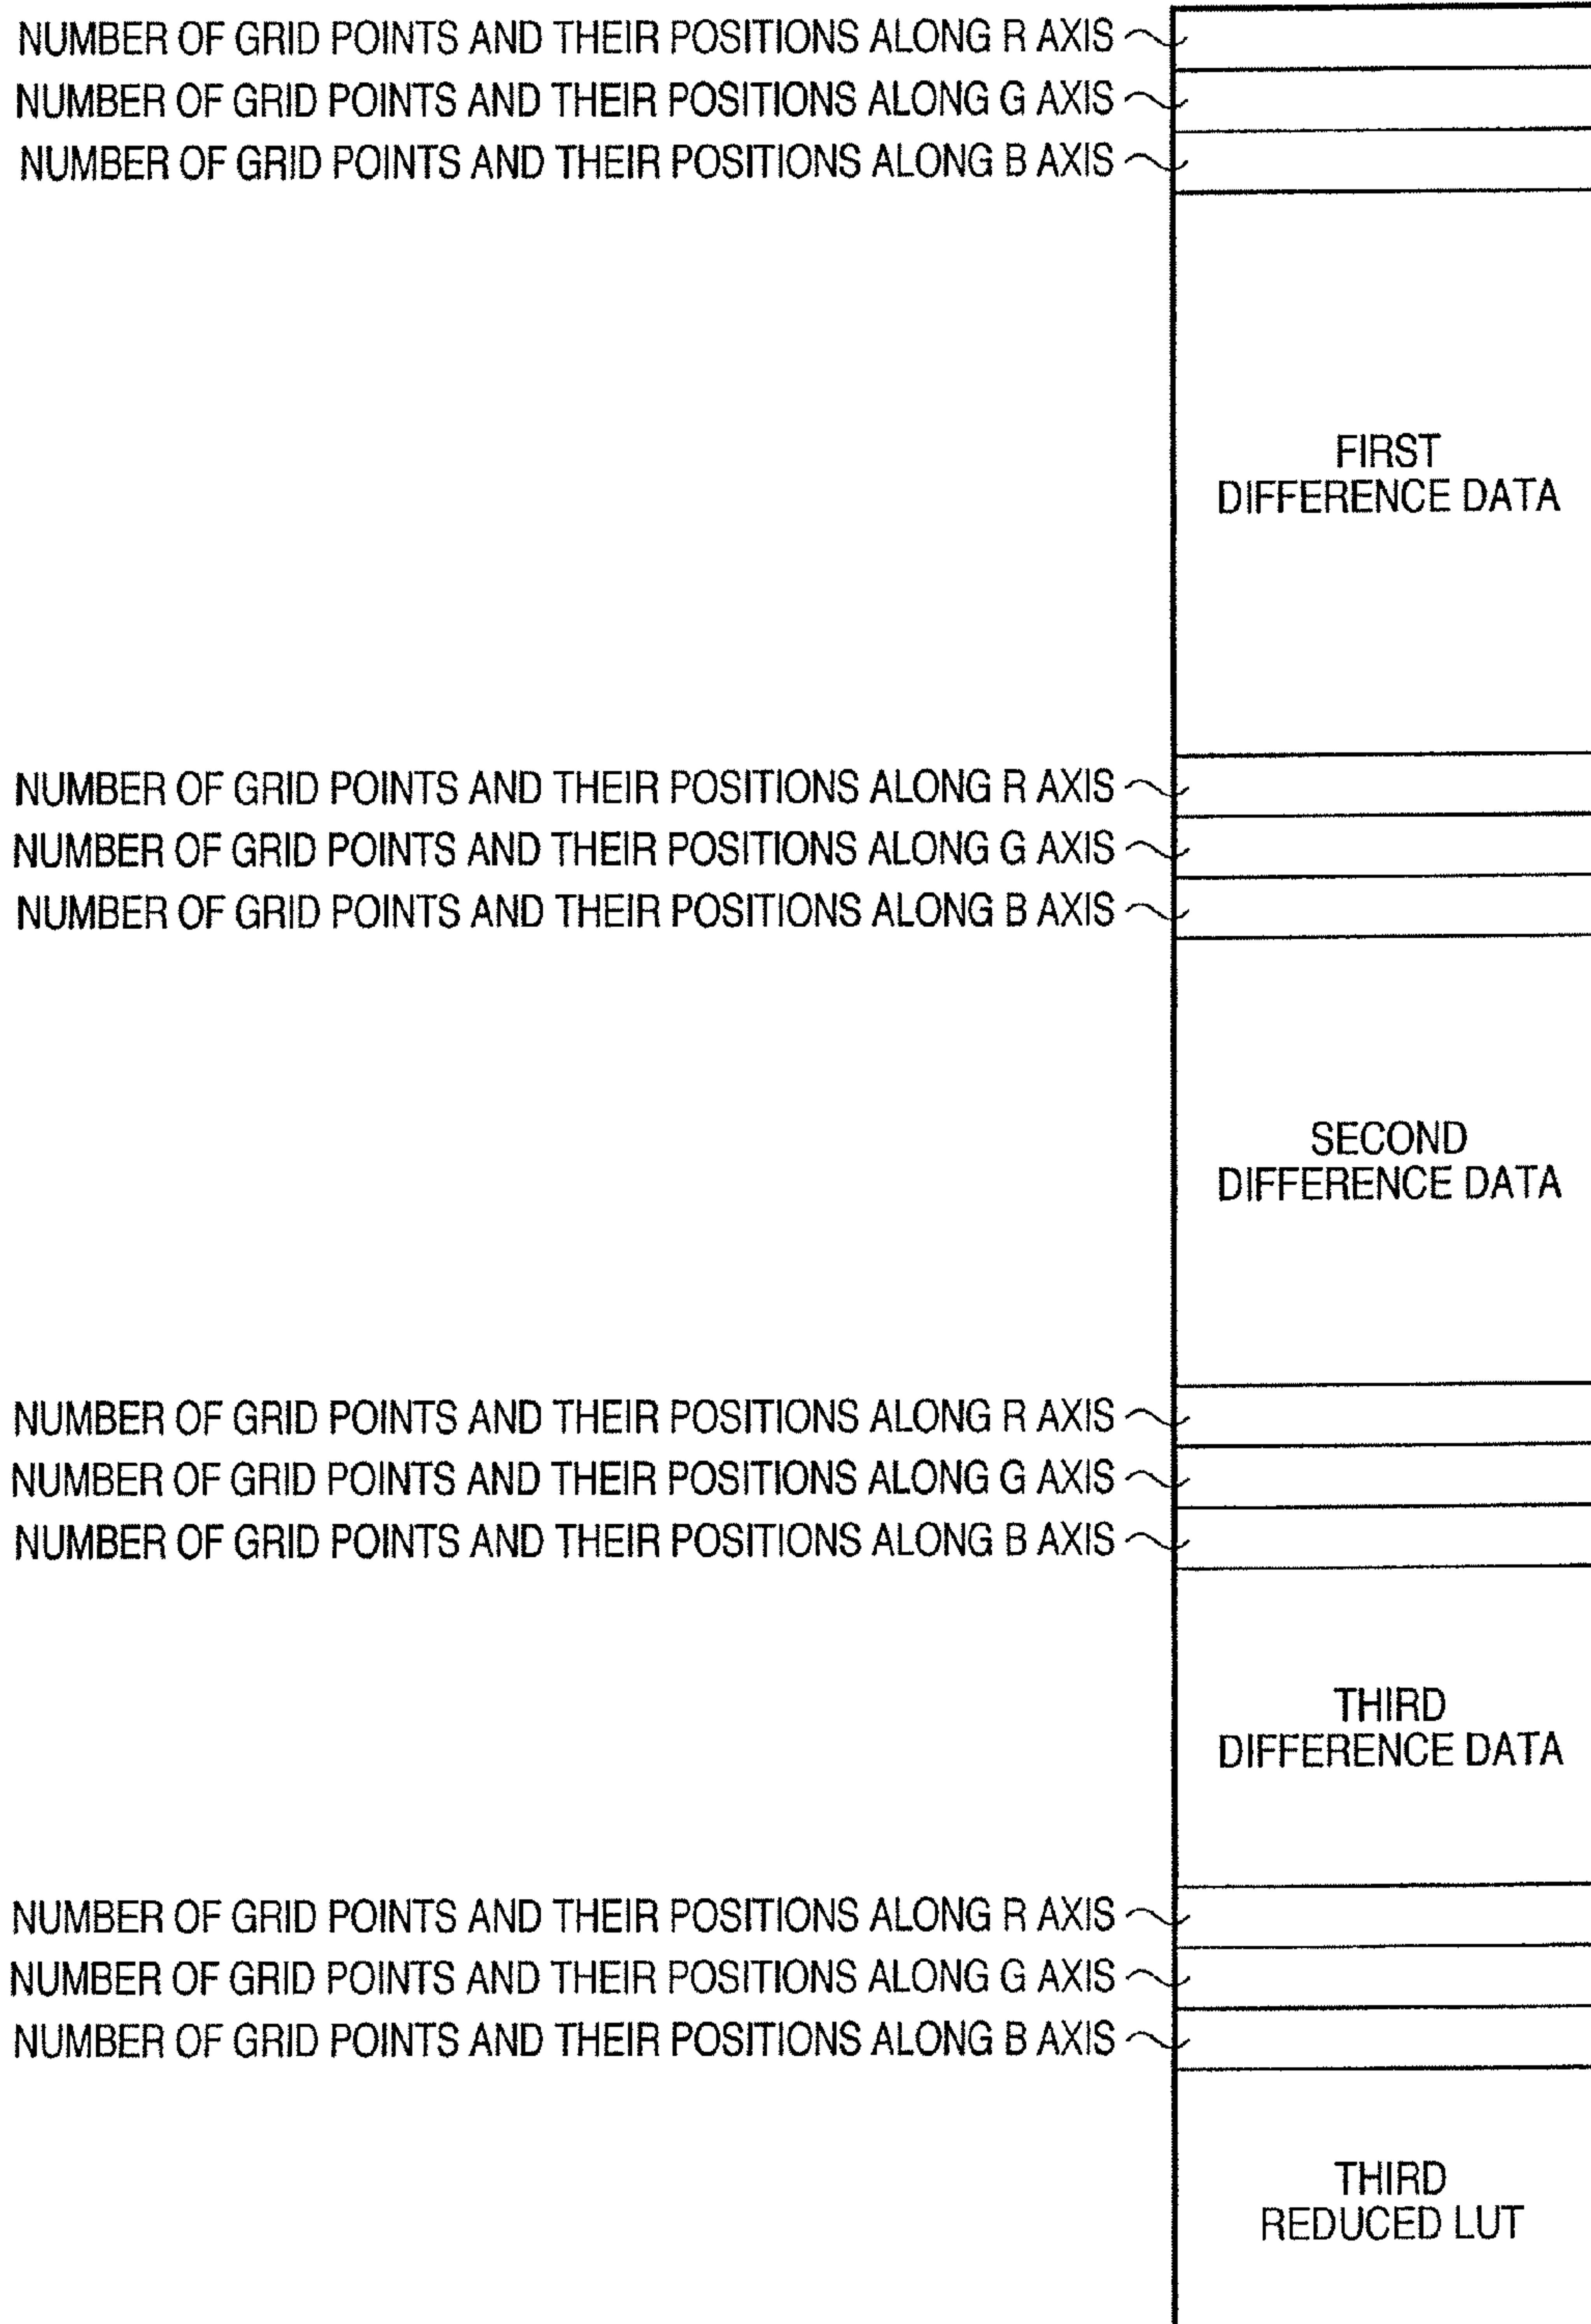 NUMBER OF GRID POINTS AND THEIR POSITIONS ALONG R AXIS
NUMBER OF GRID POINTS AND THEIR POSITIONS ALONG G AXIS
NUMBER OF GRID POINTS AND THEIR POSITIONS ALONG B AXIS
FIRST
DIFFERENCE DATA
NUMBER OF GRID POINTS AND THEIR POSITIONS ALONG R AXIS
NUMBER OF GRID POINTS AND THEIR POSITIONS ALONG G AXIS
NUMBER OF GRID POINTS AND THEIR POSITIONS ALONG B AXIS
SECOND
DIFFERENCE DATA
NUMBER OF GRID POINTS AND THEIR POSITIONS ALONG R AXIS
NUMBER OF GRID POINTS AND THEIR POSITIONS ALONG G AXIS
NUMBER OF GRID POINTS AND THEIR POSITIONS ALONG B AXIS
THIRD
DIFFERENCE DATA
NUMBER OF GRID POINTS AND THEIR POSITIONS ALONG R AXIS
NUMBER OF GRID POINTS AND THEIR POSITIONS ALONG G AXIS
NUMBER OF GRID POINTS AND THEIR POSITIONS ALONG B AXIS
THIRD
REDUCED LUT